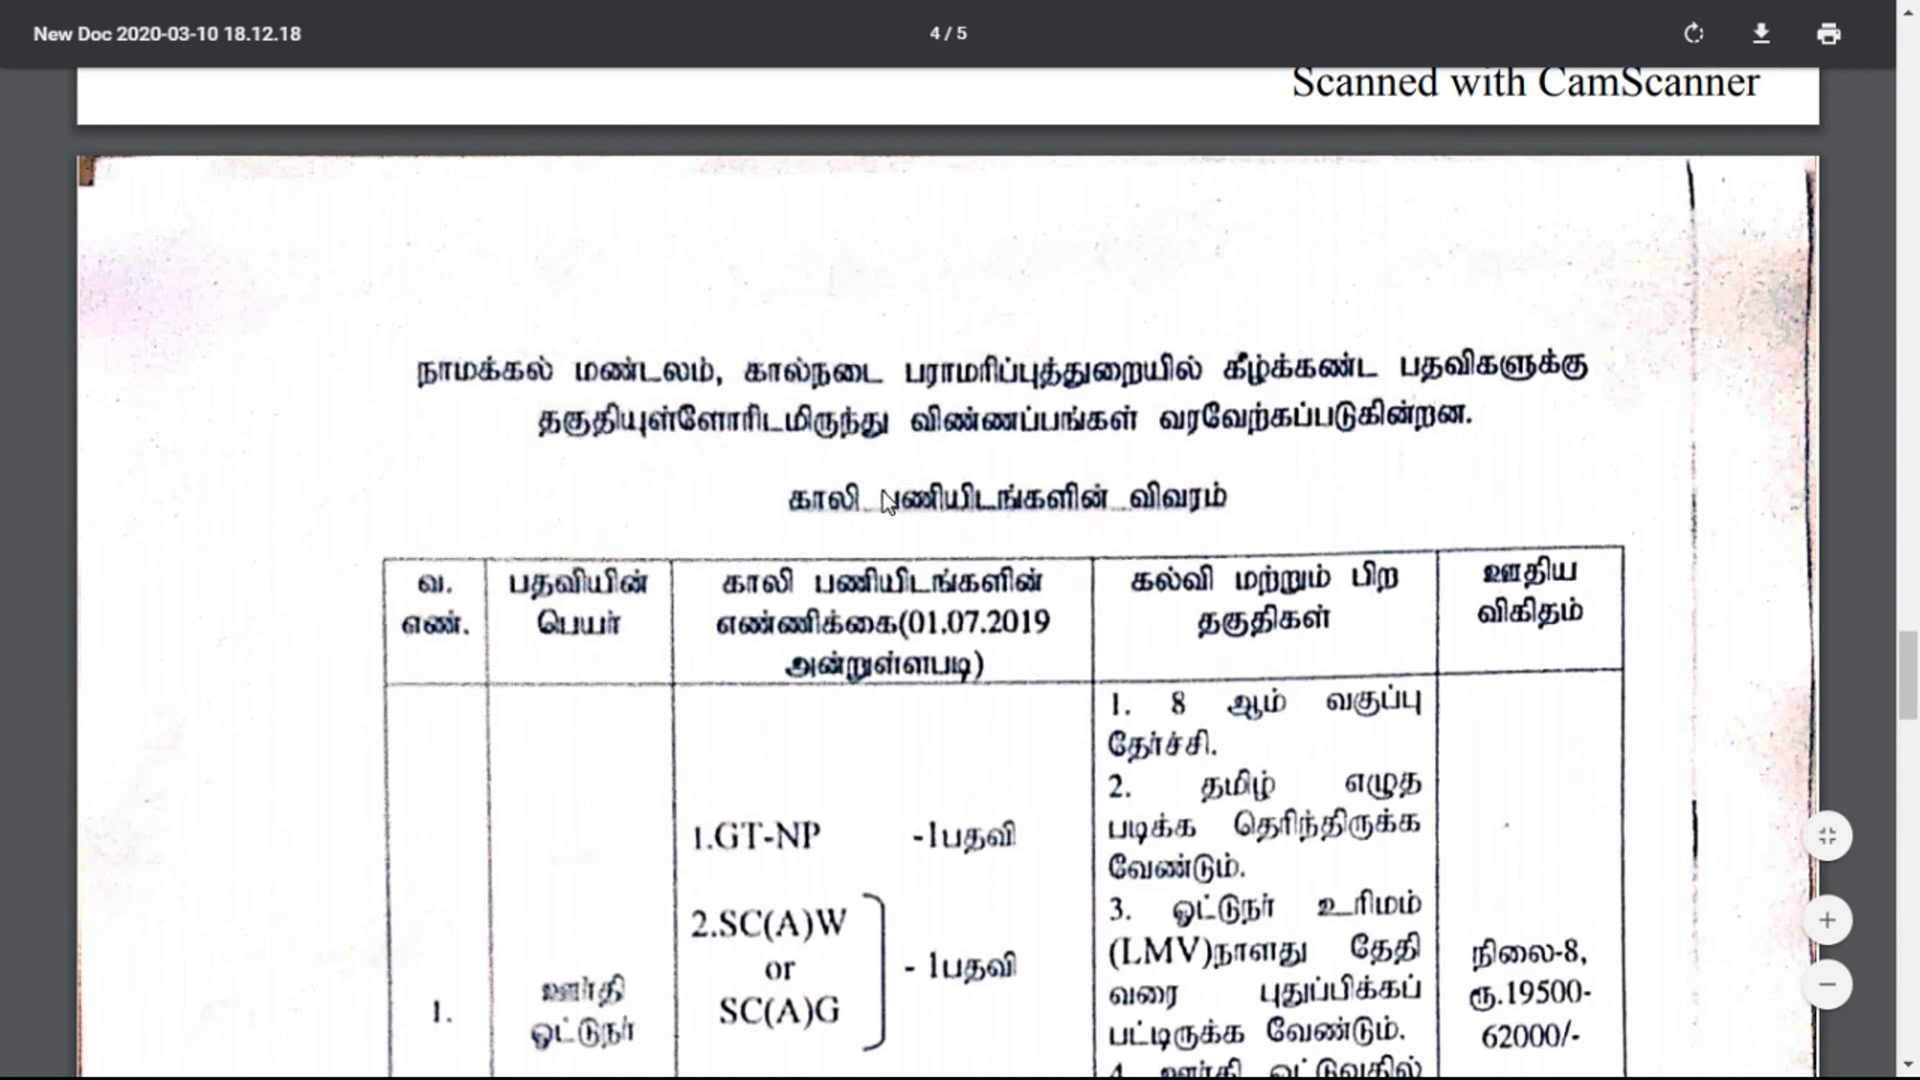 New Doc 2020-03-10 18.12.18
4 / 5
Scanned with CamScanner
நாமக்கல் மண்டலம், கால்நடை பராமரிப்புத்துறையில் கீழ்க்கண்ட பதவிகளுக்கு
தகுதியுள்ளோரிடமிருந்து விண்ணப்பங்கள் வரவேற்கப்படுகின்றன.
காலி பணியிடங்களின் விவரம்
வ.
எண்.
பதவியின்
பெயர்
காலி பணியிடங்களின்
எண்ணிக்கை(01.07.2019
அன்றுள்ளபடி)
கல்வி மற்றும் பிற
தகுதிகள்
ஊதிய
விகிதம்
1.
ஊர்தி
ஓட்டுநர்
1.GT-NP -1பதவி
2.SC(A)W
or
SC(A)G
- 1பதவி
1. 8 ஆம் வகுப்பு
தேர்ச்சி.
2. தமிழ் எழுத
படிக்க தெரிந்திருக்க
வேண்டும்.
3. ஓட்டுநர் உரிமம்
(LMV)நாளது தேதி
வரை புதுப்பிக்கப்
பட்டிருக்க வேண்டும்.
4. ஊர்தி ஓட்டுவதில்
நிலை-8,
ரூ.19500-
62000/-